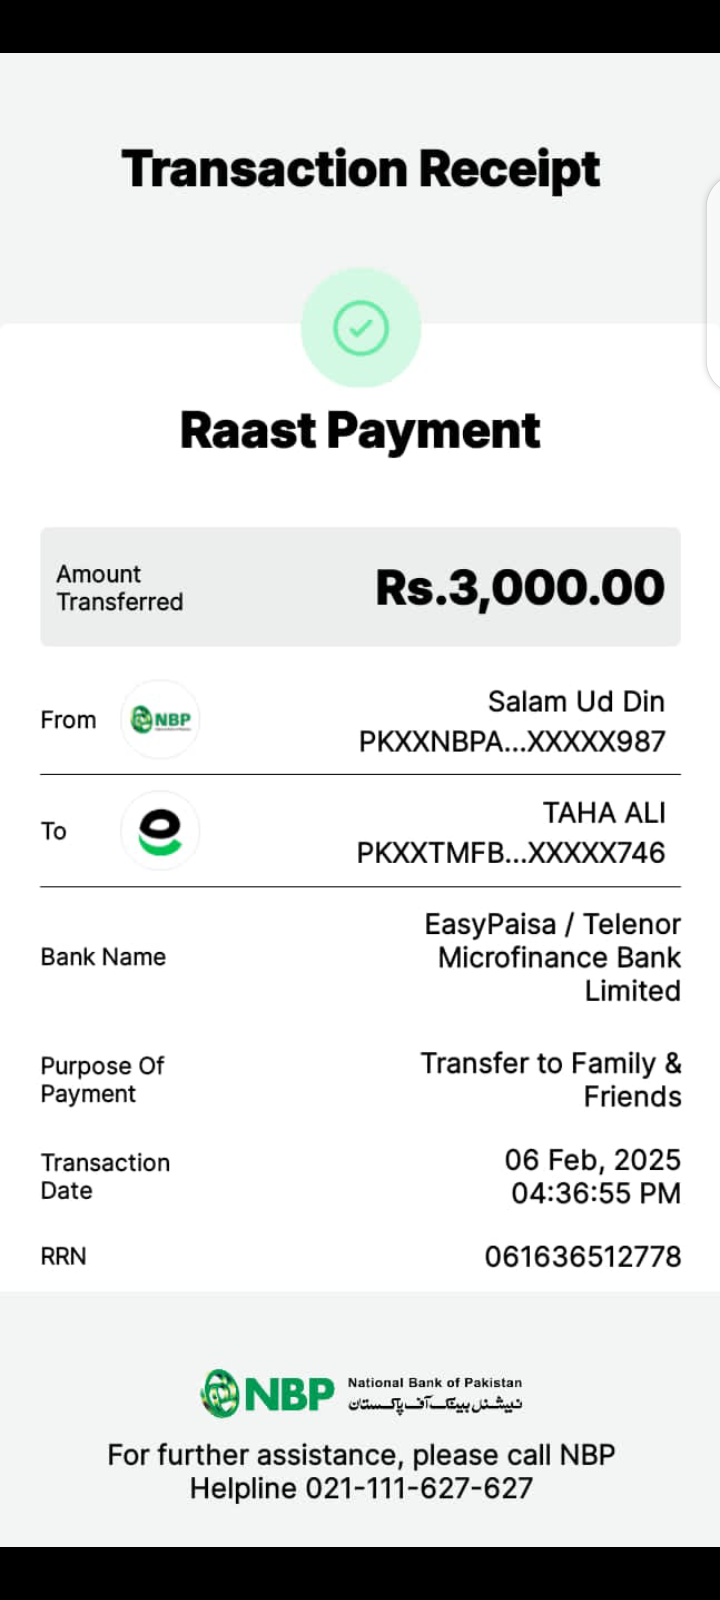 Transaction Receipt
Raast Payment
Amount
Transferred
Rs.3,000.00
From
NBP
Salam Ud Din
PKXXNBPA...XXXXX987
To
TAHA ALI
PKXXTMFB...XXXXX746
Bank Name
EasyPaisa / Telenor
Microfinance Bank
Limited
Purpose Of
Payment
Transfer to Family &
Friends
Transaction
Date
06 Feb, 2025
04:36:55 PM
RRN
061636512778
NBP
National Bank of Pakistan
نیشنل بینک آف پاکستان
For further assistance, please call NBP
Helpline 021-111-627-627